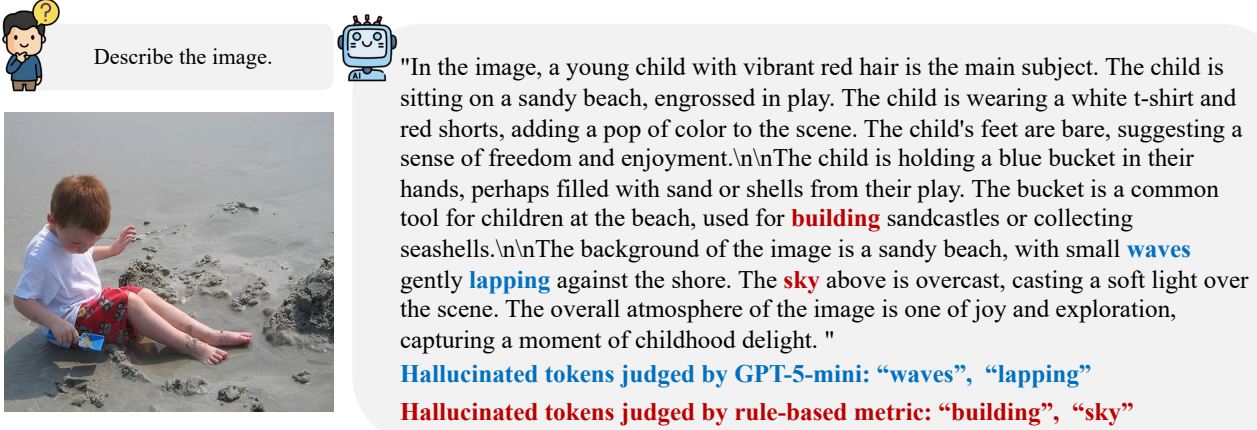 Describe the image.
"In the image, a young child with vibrant red hair is the main subject. The child is
sitting on a sandy beach, engrossed in play. The child is wearing a white t-shirt and
red shorts, adding a pop of color to the scene. The child's feet are bare, suggesting a
sense of freedom and enjoyment.\n\nThe child is holding a blue bucket in their
hands, perhaps filled with sand or shells from their play. The bucket is a common
tool for children at the beach, used for building sandcastles or collecting
seashells.\n\nThe background of the image is a sandy beach, with small waves
gently lapping against the shore. The sky above is overcast, casting a soft light over
the scene. The overall atmosphere of the image is one of joy and exploration,
capturing a moment of childhood delight. "
Hallucinated tokens judged by GPT-5-mini: “waves”, “lapping”
Hallucinated tokens judged by rule-based metric: “building”, “sky”
?
AI